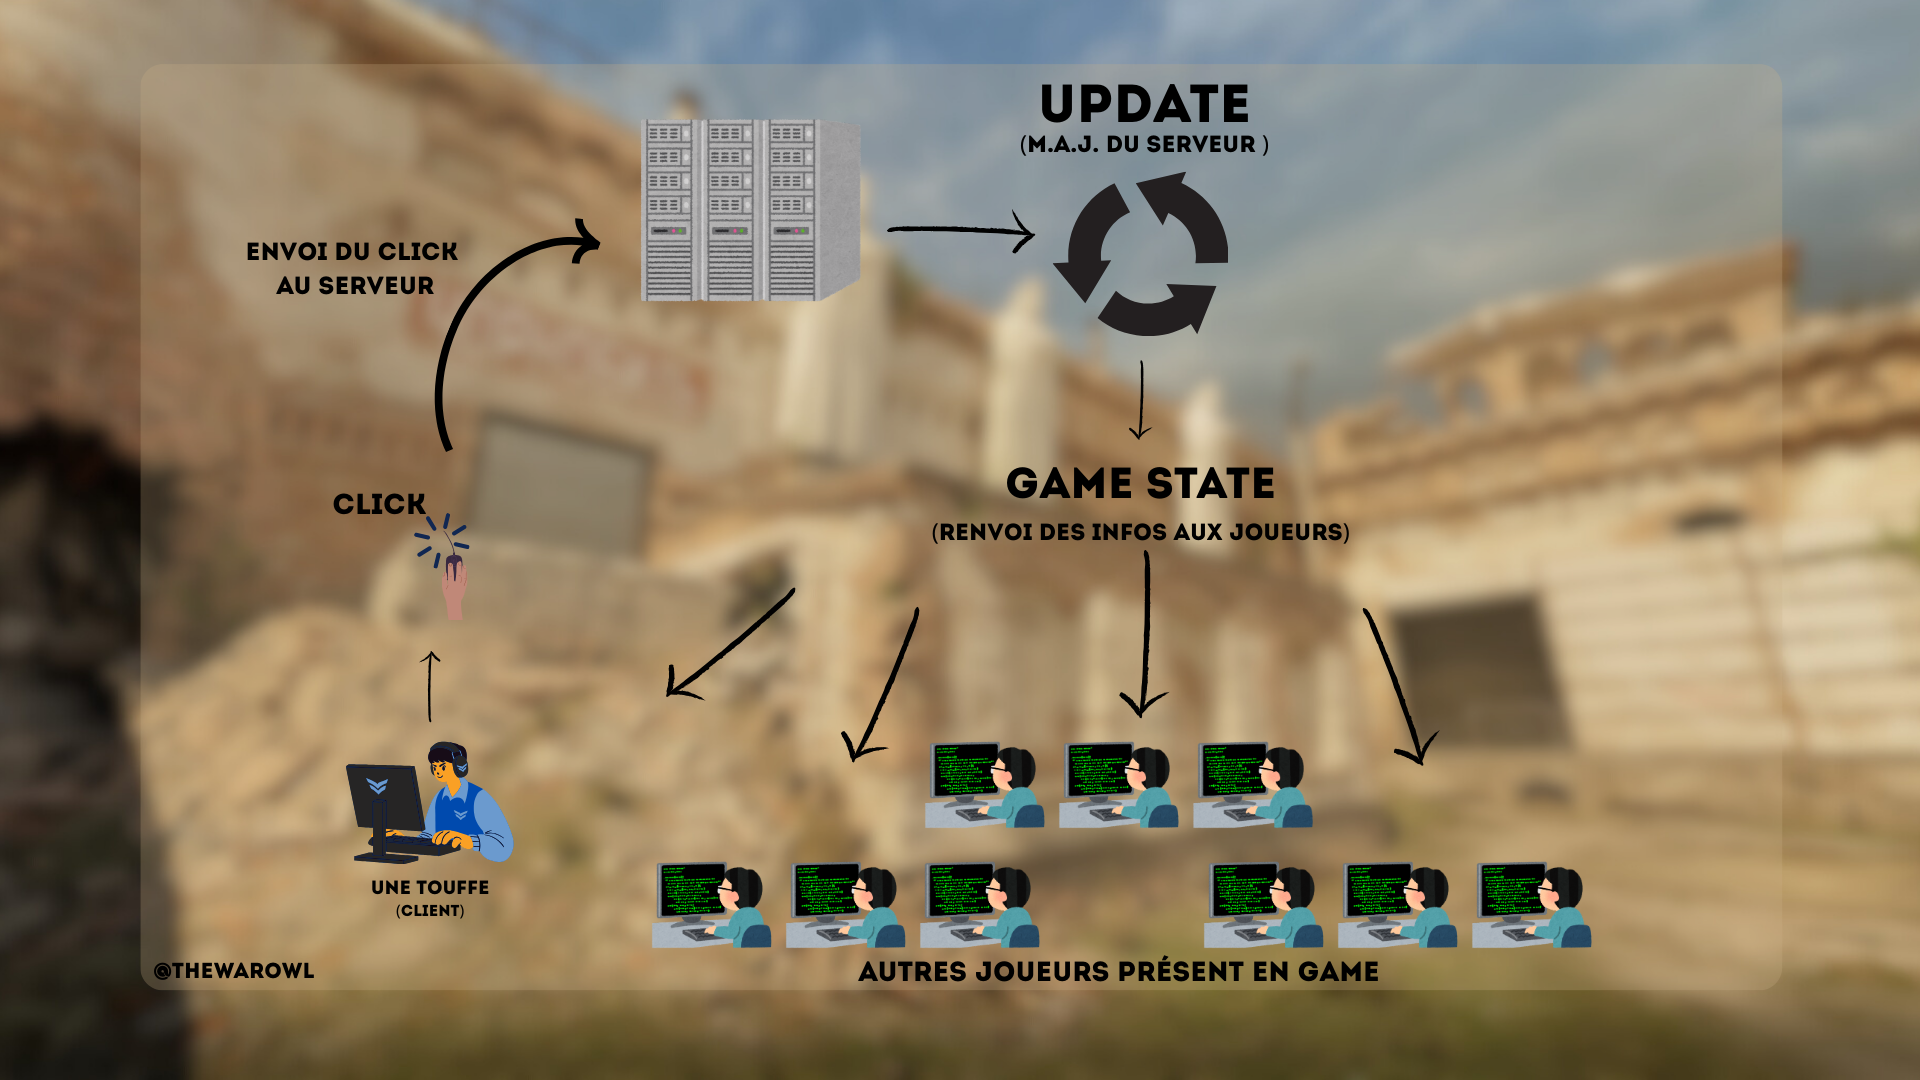 UPDATE
(M.A.J. DU SERVEUR )
ENVOI DU CLICK
AU SERVEUR
GAME STATE
(RENVOI DES INFOS AUX JOUEURS)
CLICK
UNE TOUFFE
(CLIENT)
@THEWAROWL
AUTRES JOUEURS PRÉSENT EN GAME